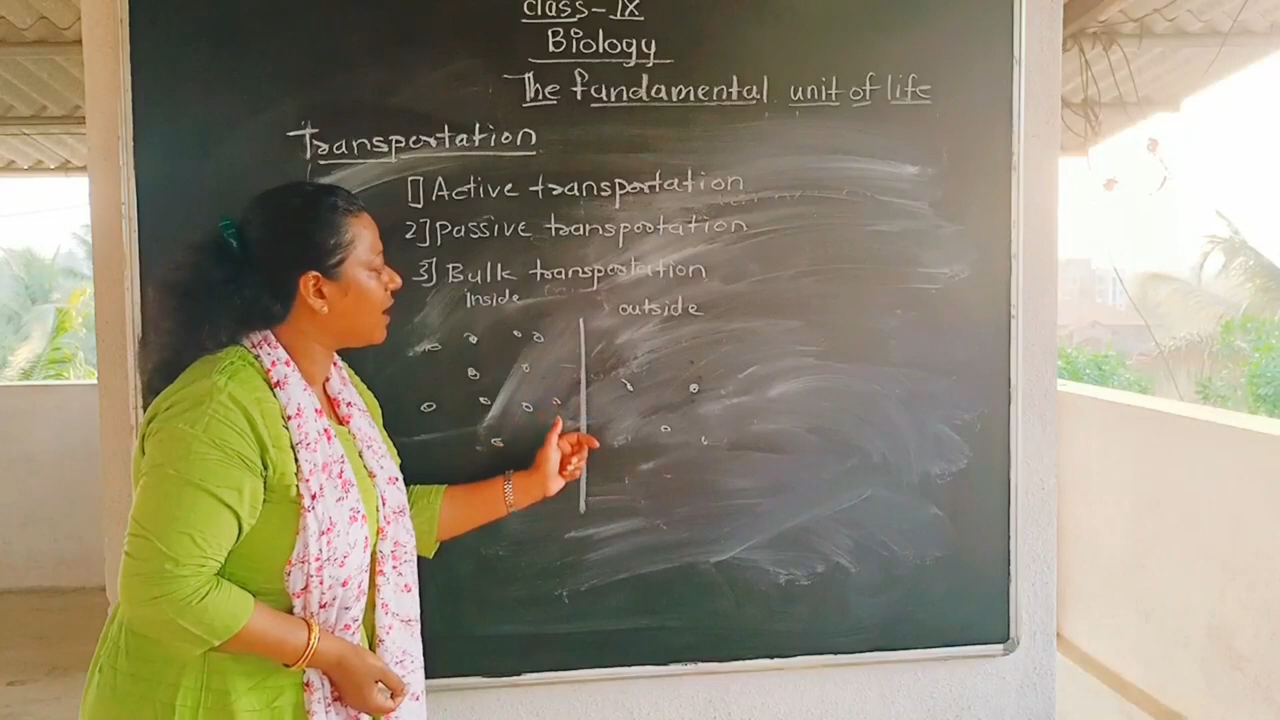 class-IX
Biology
The fundamental unit of life
Transportation
1] Active transportation
2] Passive transportation
3] Bulk transportation
Inside
outside